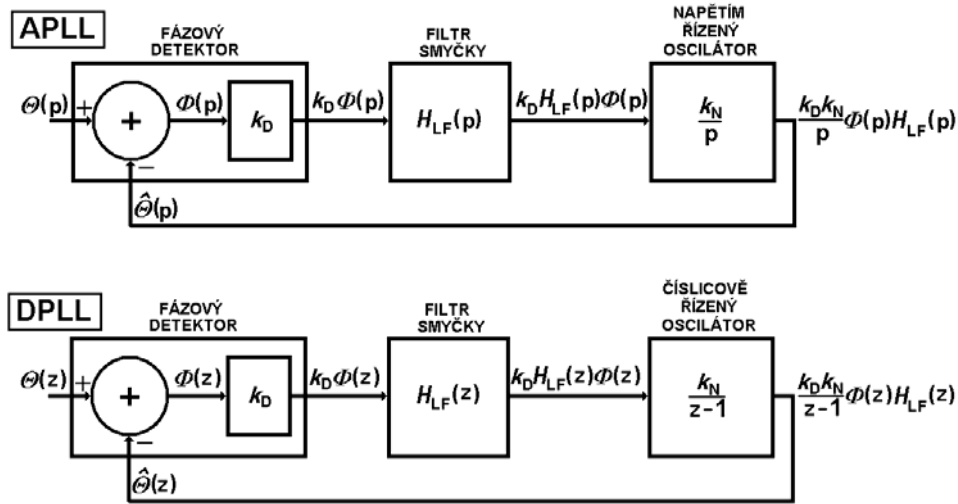 APLL
FÁZOVÝ
DETEKTOR
FILTR
SMYČKY
NAPĚTÍM
ŘÍZENÝ
OSCILÁTOR
Θ(p)
+
+
−
Φ(p)
k_D
k_DΦ(p)
H_LF(p)
k_DH_LF(p)Φ(p)
k_N
p
k_Dk_N
p
Φ(p)H_LF(p)
Θ̂(p)
DPLL
FÁZOVÝ
DETEKTOR
FILTR
SMYČKY
ČÍSLICOVĚ
ŘÍZENÝ
OSCILÁTOR
Θ(z)
+
+
−
Φ(z)
k_D
k_DΦ(z)
H_LF(z)
k_DH_LF(z)Φ(z)
k_N
z-1
k_Dk_N
z-1
Φ(z)H_LF(z)
Θ̂(z)